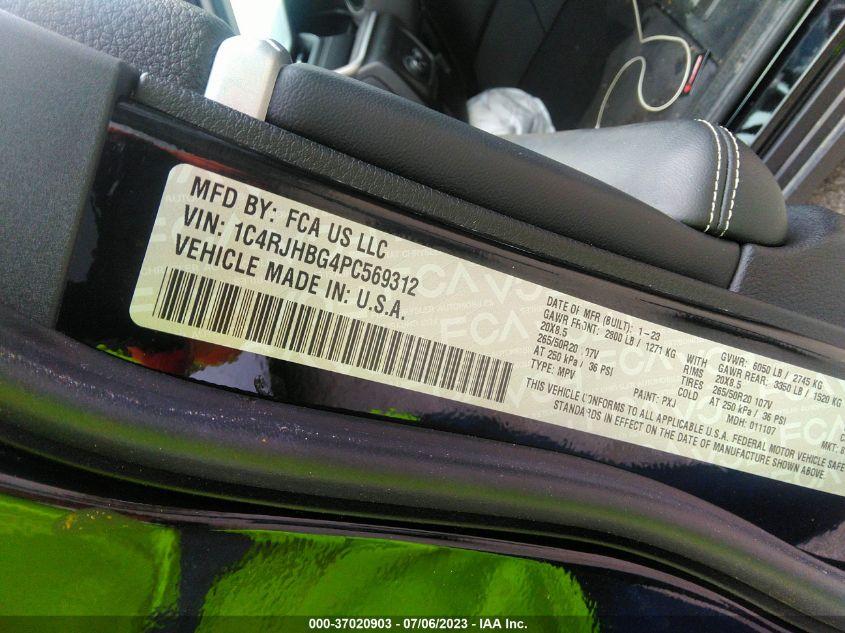 MFD BY: FCA US LLC
VIN: 1C4RJHBG4PC569312
VEHICLE MADE IN: U.S.A.
DATE OF MFR (BUILT): 1-23
GAWR FRONT: 2800 LB / 1271 KG
20X8.5
265/50R20 107V
AT 250 kPa / 36 PSI
TYPE: MPV
PAINT: PXJ
GVWR: 6050 LB / 2745 KG
WITH GAWR REAR: 3350 LB / 1520 KG
RIMS 20X8.5
TIRES 265/50R20 107V
COLD AT 250 kPa / 36 PSI
MDH: 011107
MKT:
THIS VEHICLE CONFORMS TO ALL APPLICABLE U.S.A. FEDERAL MOTOR VEHICLE
STANDARDS IN EFFECT ON THE DATE OF MANUFACTURE SHOWN ABOVE
000-37020903 - 07/06/2023 - IAA Inc.